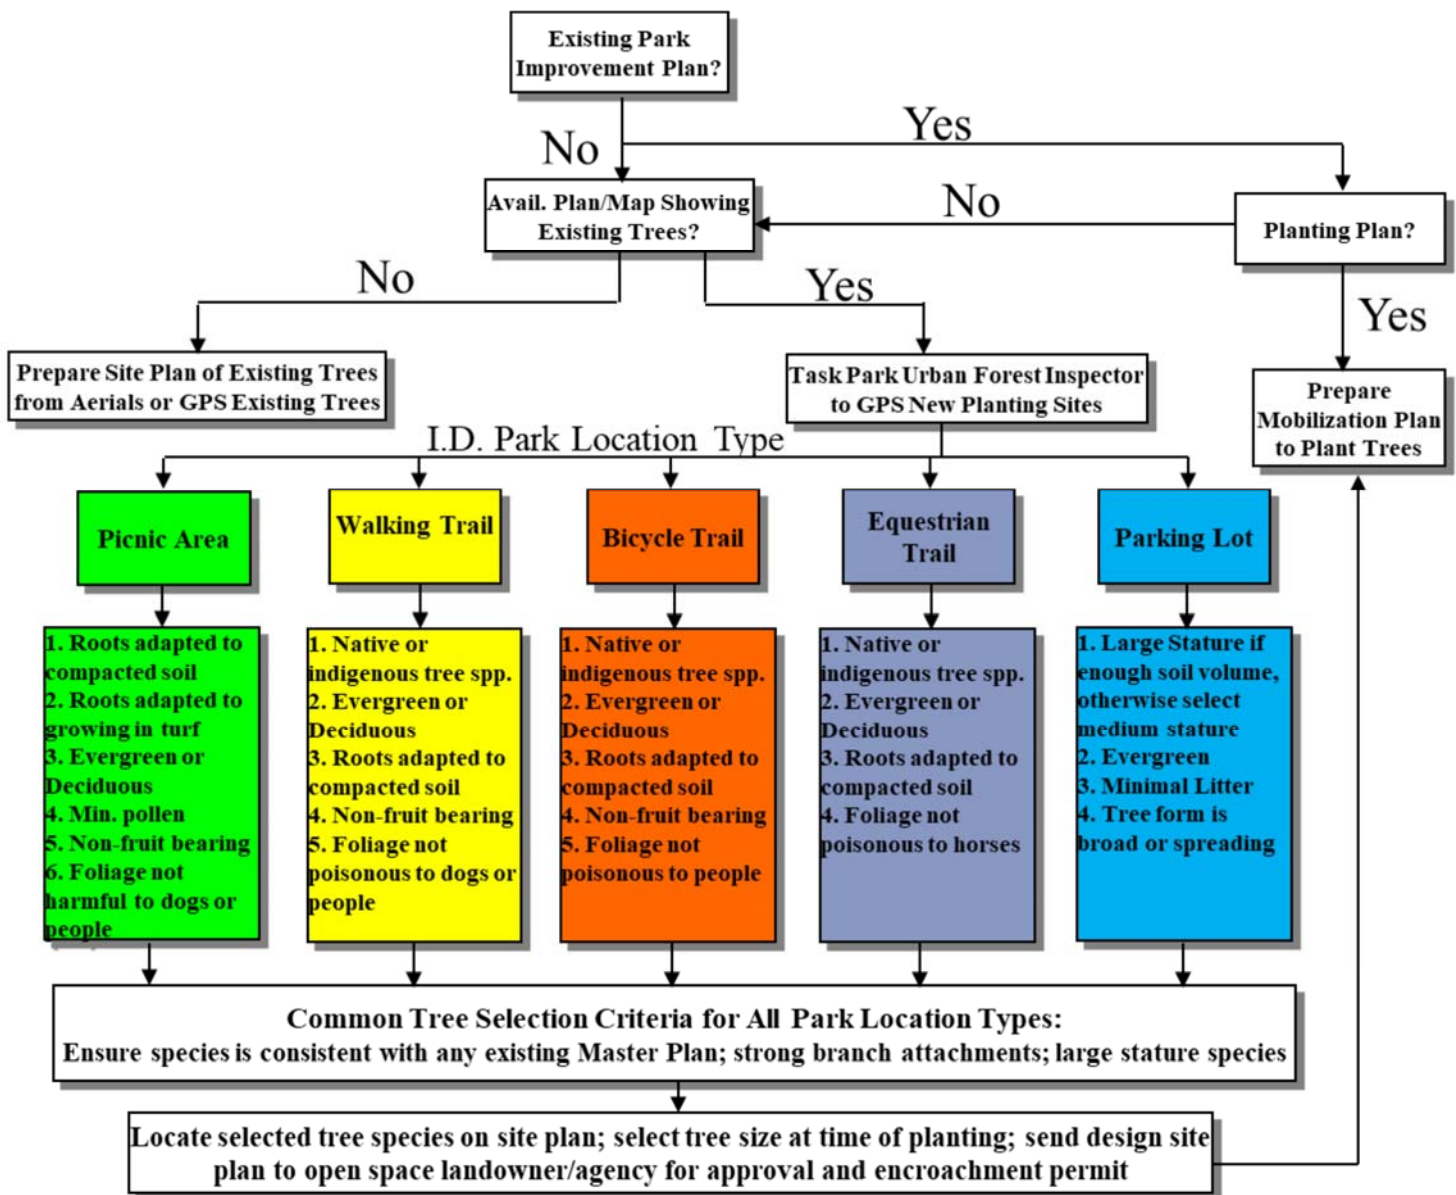 Existing Park
Improvement Plan?
Yes
No
Avail. Plan/Map Showing
Existing Trees?
No
Planting Plan?
No
Yes
Yes
Prepare Site Plan of Existing Trees
from Aerials or GPS Existing Trees
Task Park Urban Forest Inspector
to GPS New Planting Sites
Prepare
Mobilization Plan
to Plant Trees
I.D. Park Location Type
Picnic Area
Walking Trail
Bicycle Trail
Equestrian
Trail
Parking Lot
1. Roots adapted to
compacted soil
2. Roots adapted to
growing in turf
3. Evergreen or
Deciduous
4. Min. pollen
5. Non-fruit bearing
6. Foliage not
harmful to dogs or
people
1. Native or
indigenous tree spp.
2. Evergreen or
Deciduous
3. Roots adapted to
compacted soil
4. Non-fruit bearing
5. Foliage not
poisonous to dogs or
people
1. Native or
indigenous tree spp.
2. Evergreen or
Deciduous
3. Roots adapted to
compacted soil
4. Non-fruit bearing
5. Foliage not
poisonous to people
1. Native or
indigenous tree spp.
2. Evergreen or
Deciduous
3. Roots adapted to
compacted soil
4. Foliage not
poisonous to horses
1. Large Stature if
enough soil volume,
otherwise select
medium stature
2. Evergreen
3. Minimal Litter
4. Tree form is
broad or spreading
Common Tree Selection Criteria for All Park Location Types:
Ensure species is consistent with any existing Master Plan; strong branch attachments; large stature species
Locate selected tree species on site plan; select tree size at time of planting; send design site
plan to open space landowner/agency for approval and encroachment permit